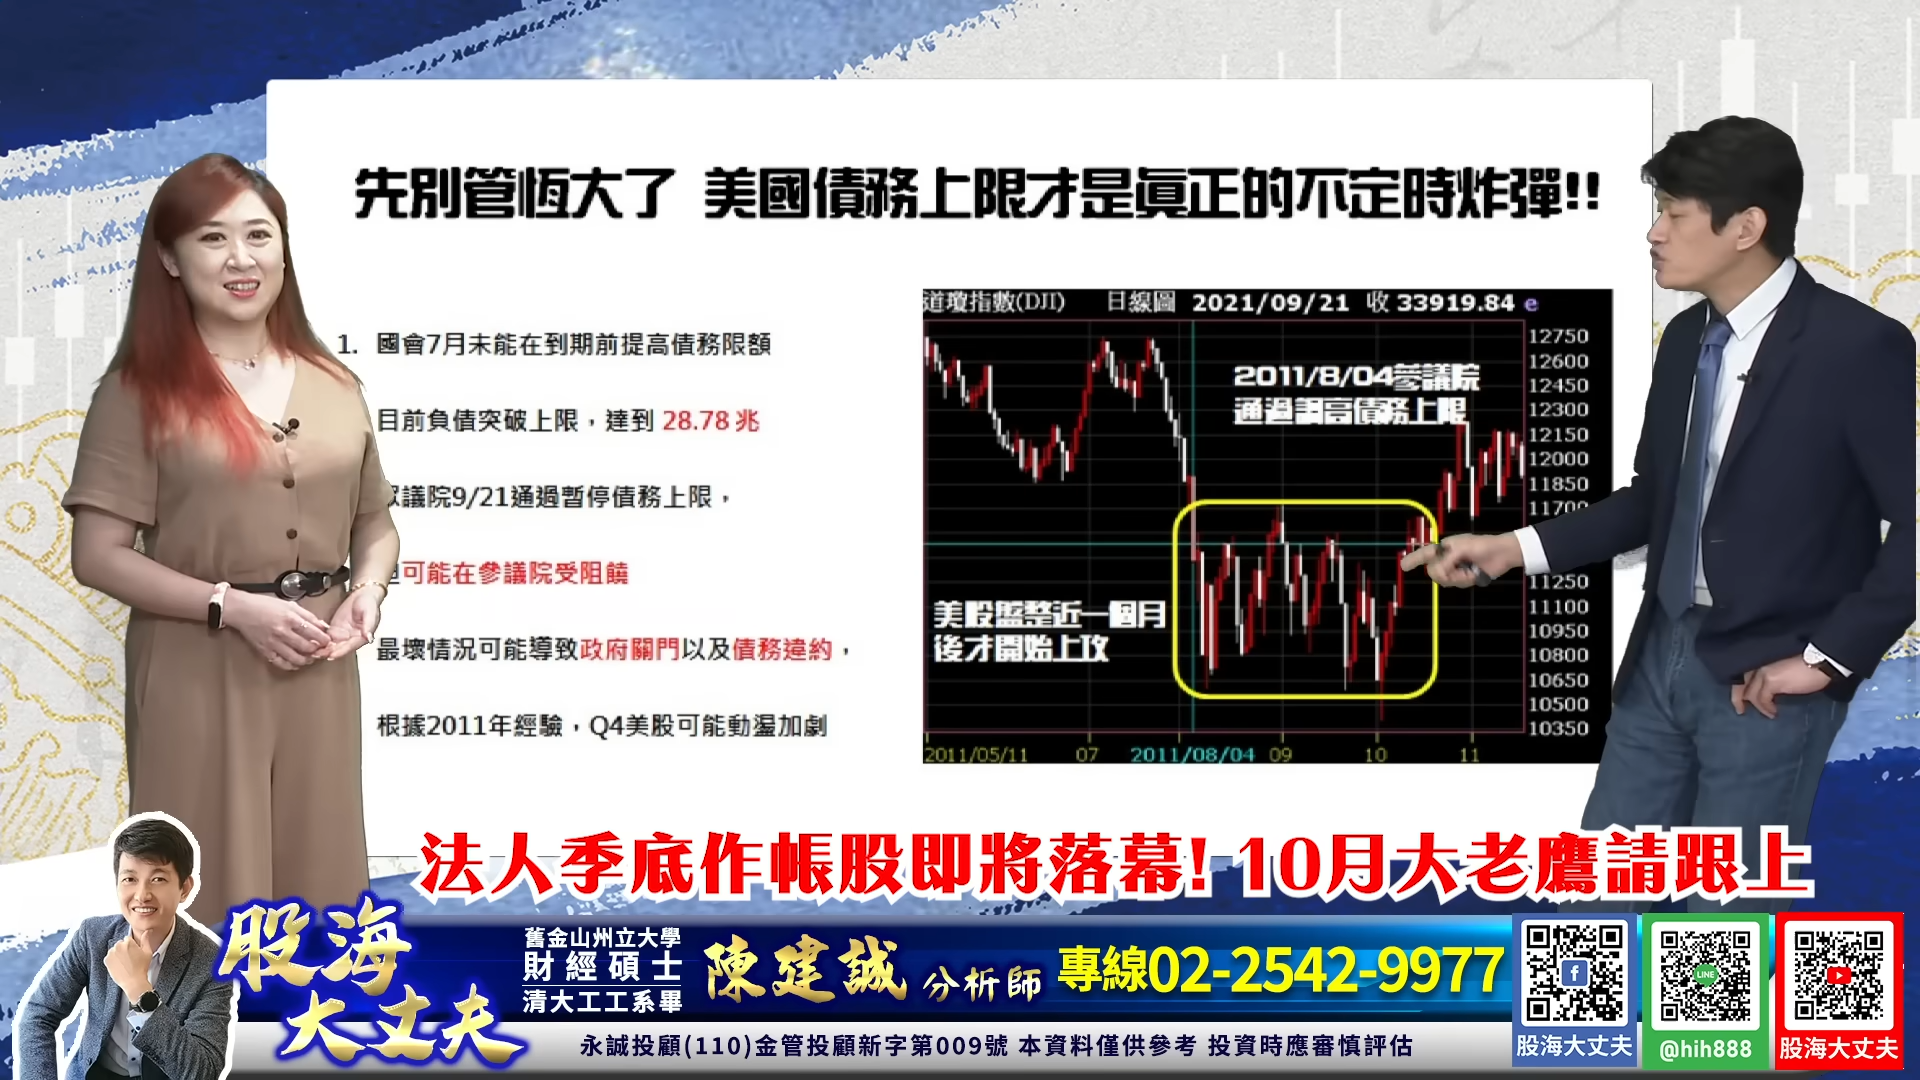 先別管恆大了 美國債務上限才是真正的不定時炸彈!!
1. 國會7月未能在到期前提高債務限額
目前負債突破上限，達到 28.78 兆
議院9/21通過暫停債務上限，
可能在參議院受阻饒
最壞情況可能導致政府關門以及債務違約，
根據2011年經驗，Q4美股可能動盪加劇
道瓊指數(DJI) 日線圖 2021/09/21 收 33919.84 e
2011/8/04參議院
通過調高債務上限
美股盤整近一個月
後才開始上攻
12750
12600
12450
12300
12150
12000
11850
11700
11250
11100
10950
10800
10650
10500
10350
2011/05/11 07 2011/08/04 09 10 11
法人季底作帳股即將落幕! 10月大老鷹請跟上
股海
大丈夫
舊金山州立大學
財經碩士
清大工工系畢
陳建誠 分析師
專線02-2542-9977
永誠投顧(110)金管投顧新字第009號 本資料僅供參考 投資時應審慎評估
LINE
股海大丈夫
@hih888
股海大丈夫